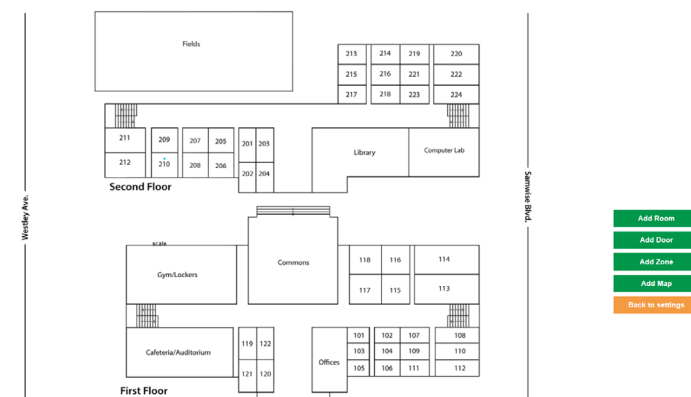 Fields
213 214 219 220
215 216 221 222
217 218 223 224
211 209 207 205 201 203
Library
Computer Lab
212 210 208 206 202 204
Second Floor
Westley Ave.
Samwise Blvd.
Add Room
Add Door
Add Zone
Add Map
Back to settings
scale
Gym/Lockers
Commons
118 116 114
117 115 113
Cafeteria/Auditorium
119 122
121 120
Offices
101 102 107 108
103 104 109 110
105 106 111 112
First Floor